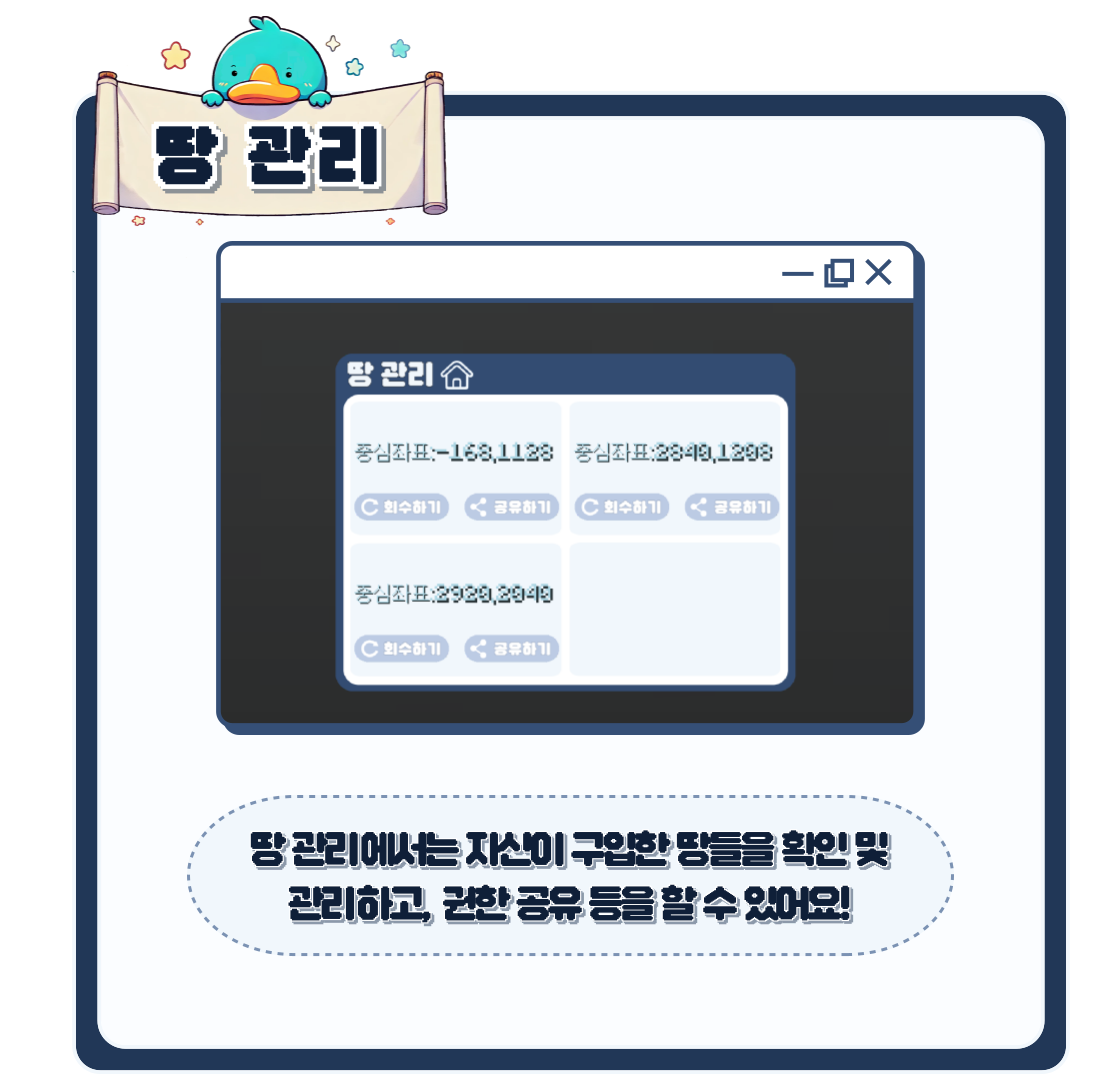 땅 관리
땅 관리
중심좌표:-168,1128 중심좌표:2840,1298
회수하기 공유하기 회수하기 공유하기
중심좌표:2920,2040
회수하기 공유하기
땅 관리에서는 자신이 구입한 땅들을 확인 및
관리하고, 권한 공유 등을 할 수 있어요!